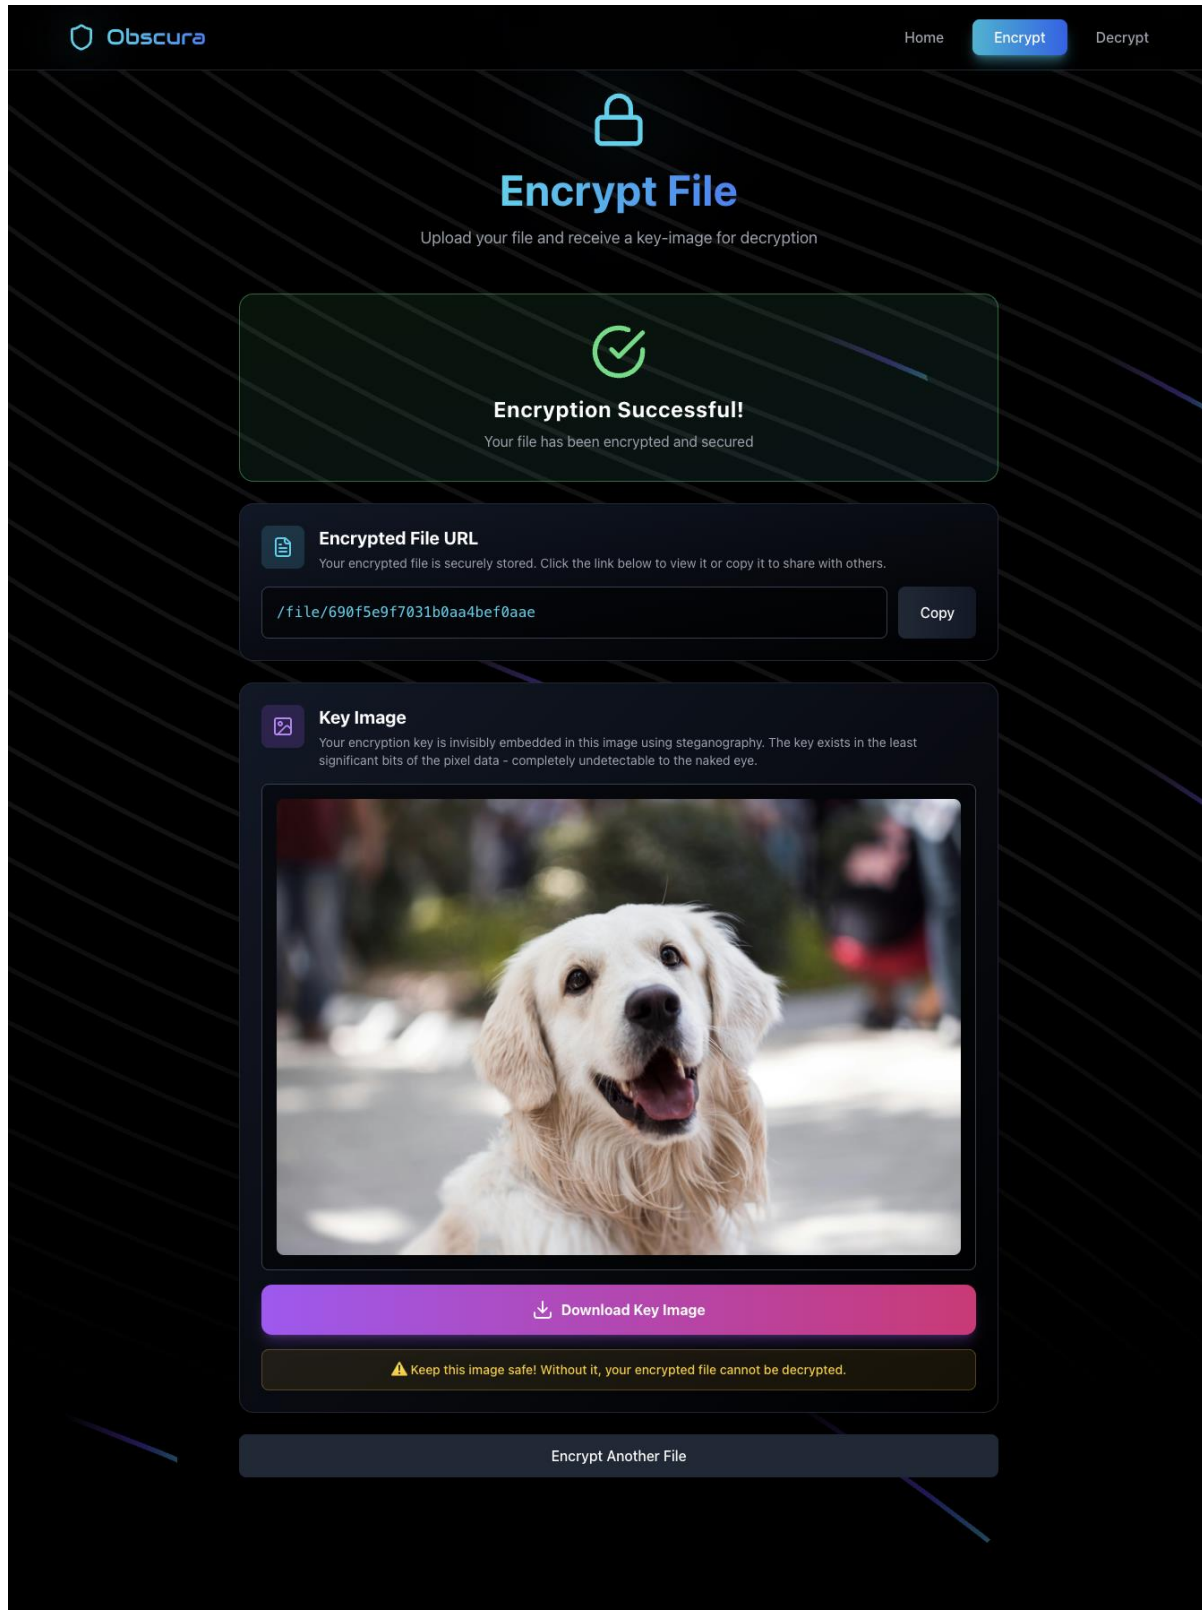 Obscura
Home
Encrypt
Decrypt
Encrypt File
Upload your file and receive a key-image for decryption
Encryption Successful!
Your file has been encrypted and secured
Encrypted File URL
Your encrypted file is securely stored. Click the link below to view it or copy it to share with others.
/file/690f5e9f7031b0aa4bef0aae
Copy
Key Image
Your encryption key is invisibly embedded in this image using steganography. The key exists in the least
significant bits of the pixel data - completely undetectable to the naked eye.
Download Key Image
Keep this image safe! Without it, your encrypted file cannot be decrypted.
Encrypt Another File